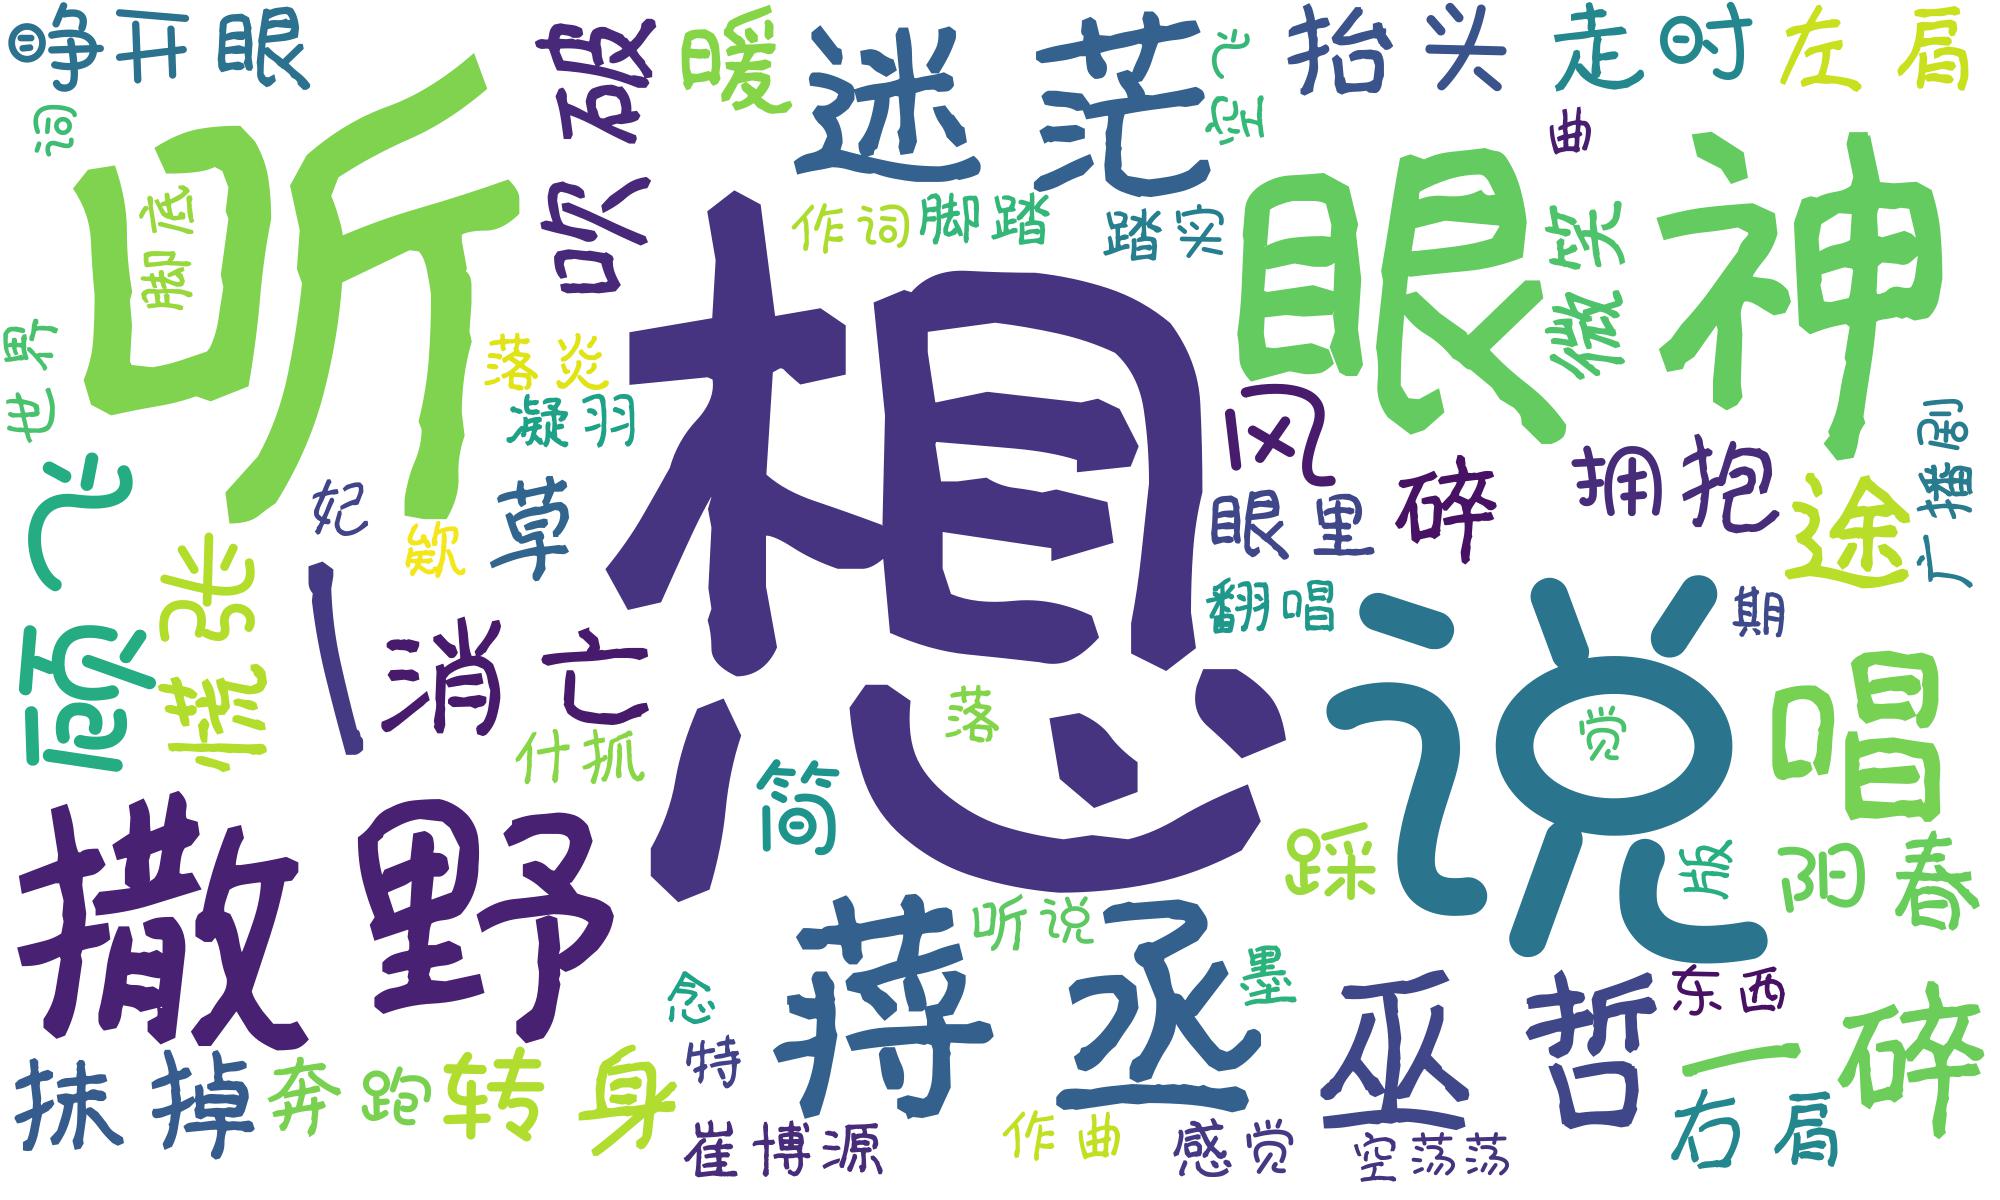 睁开眼
破
暖
迷茫
心空
抬头
走时
左肩
词
听
脚底
吹
作词
脚踏
踏实
眼神
曲
微笑
世界
落炎
凝羽
想
风
广播剧
心
妃
欸
草
眼里
碎
拥抱
途
慌张
翻唱
说
期
顾
消亡
什抓
落
觉
唱
简
撒野
踩
版
阳春
蒋丞
听说
墨
念
特
巫哲
东西
一
碎
抹掉
奔跑
转身
崔博源
作曲
感觉
空荡荡
右肩